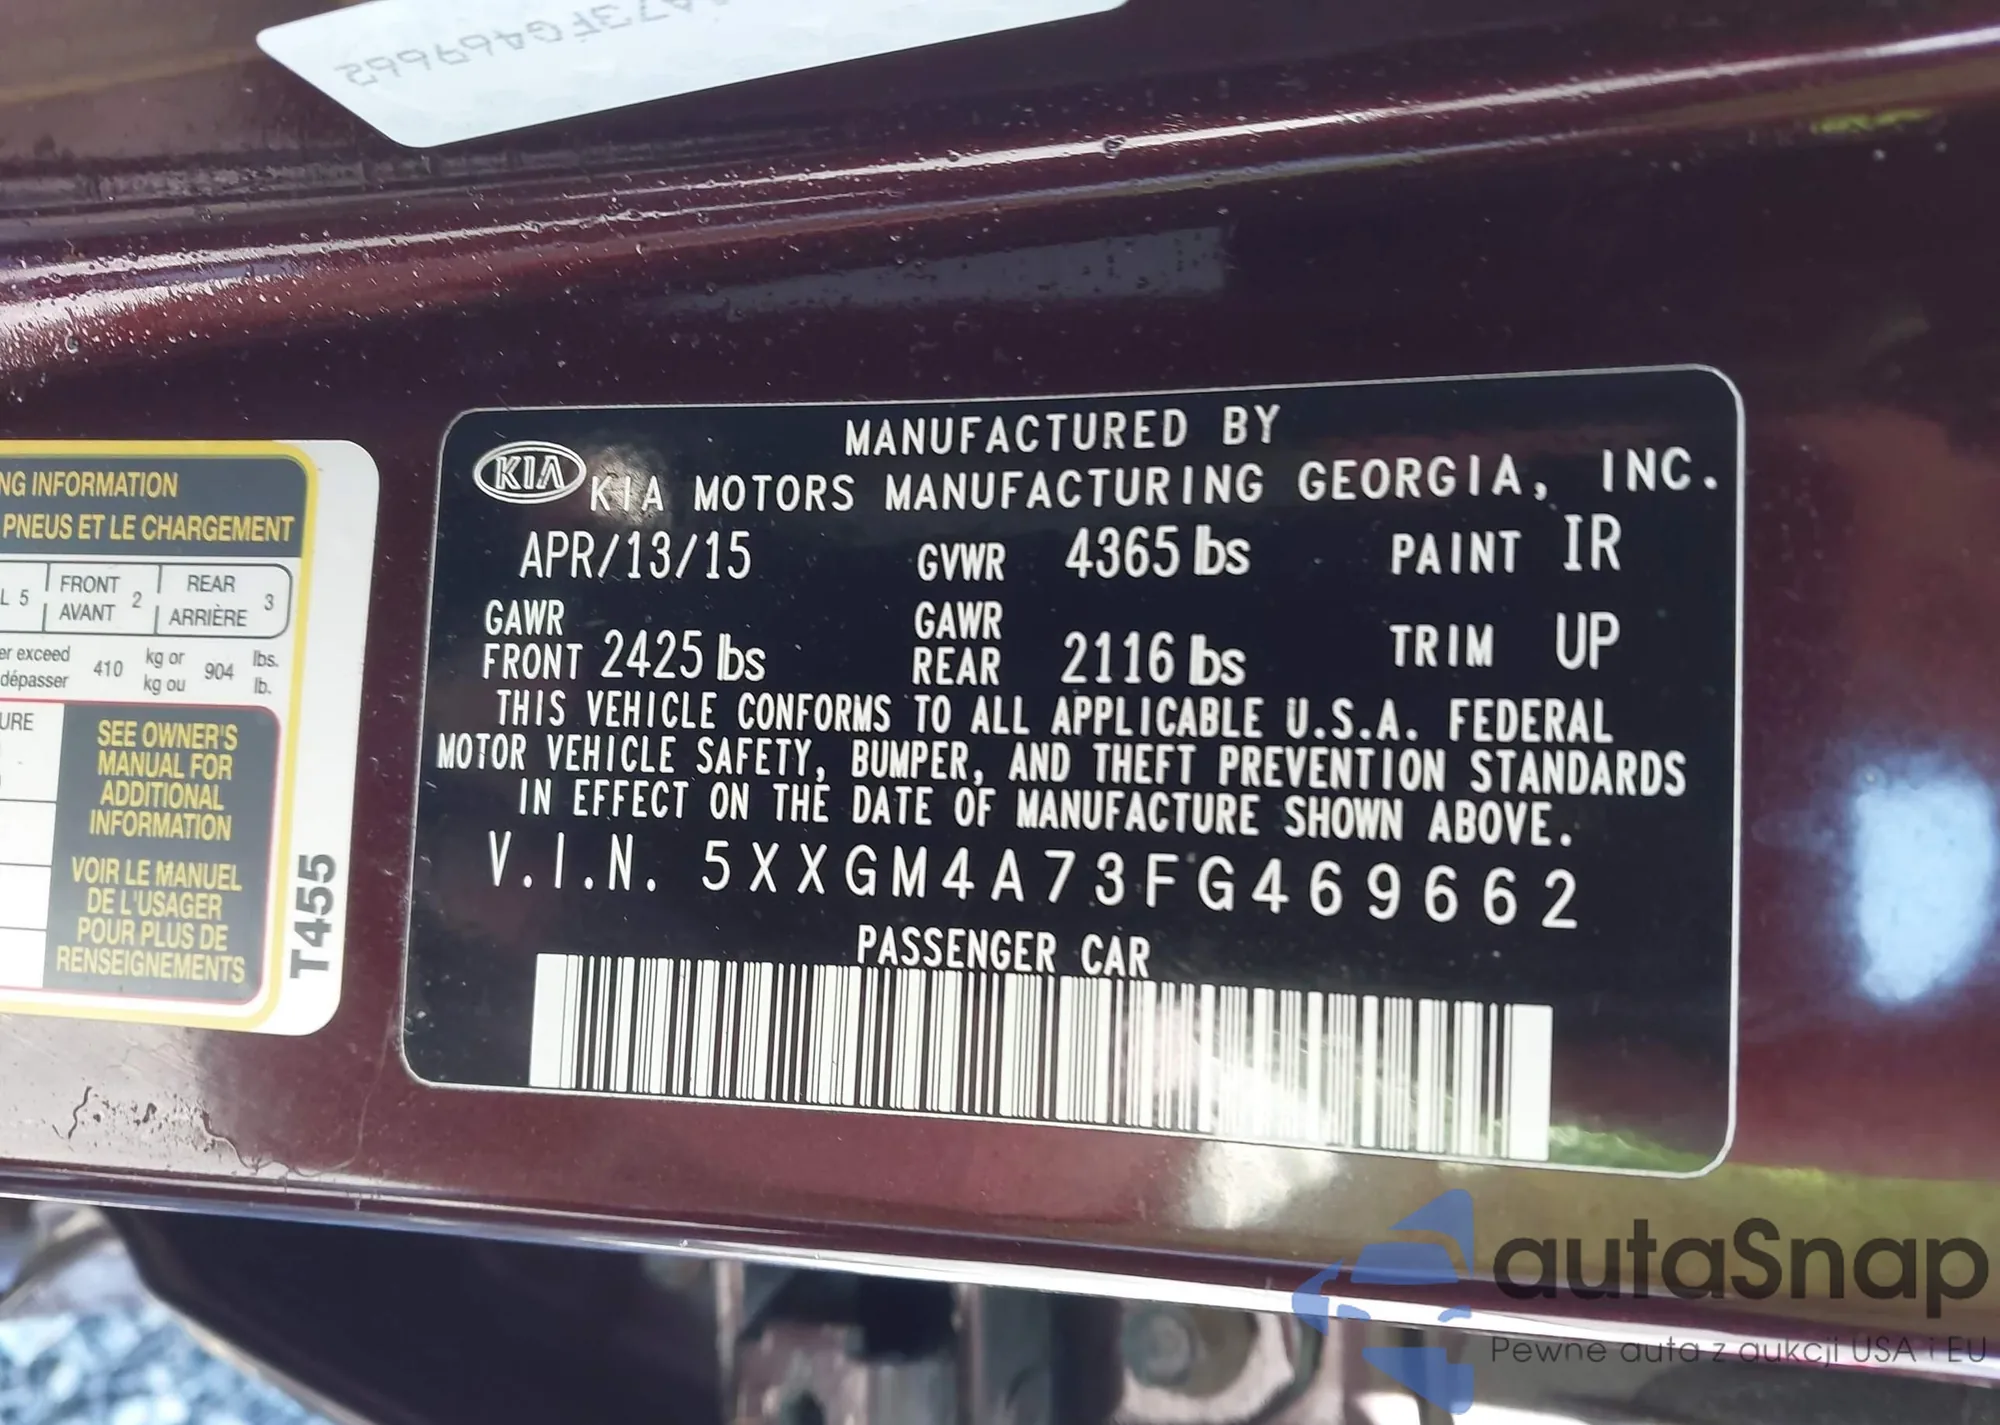 A73FG469662
NG INFORMATION
PNEUS ET LE CHARGEMENT
L 5 FRONT AVANT 2 REAR ARRIÈRE 3
er exceed 410 kg or 904 lbs.
dépasser kg ou lb.
URE
SEE OWNER'S
MANUAL FOR
ADDITIONAL
INFORMATION
VOIR LE MANUEL
DE L'USAGER
POUR PLUS DE
RENSEIGNEMENTS
T455
MANUFACTURED BY
KIA
KIA MOTORS MANUFACTURING GEORGIA, INC.
APR/13/15 GVWR 4365 lbs PAINT IR
GAWR FRONT 2425 lbs GAWR REAR 2116 lbs TRIM UP
THIS VEHICLE CONFORMS TO ALL APPLICABLE U.S.A. FEDERAL
MOTOR VEHICLE SAFETY, BUMPER, AND THEFT PREVENTION STANDARDS
IN EFFECT ON THE DATE OF MANUFACTURE SHOWN ABOVE.
V.I.N. 5XXGM4A73FG469662
PASSENGER CAR
autaSnap
Pewne auta z aukcji USA i EU